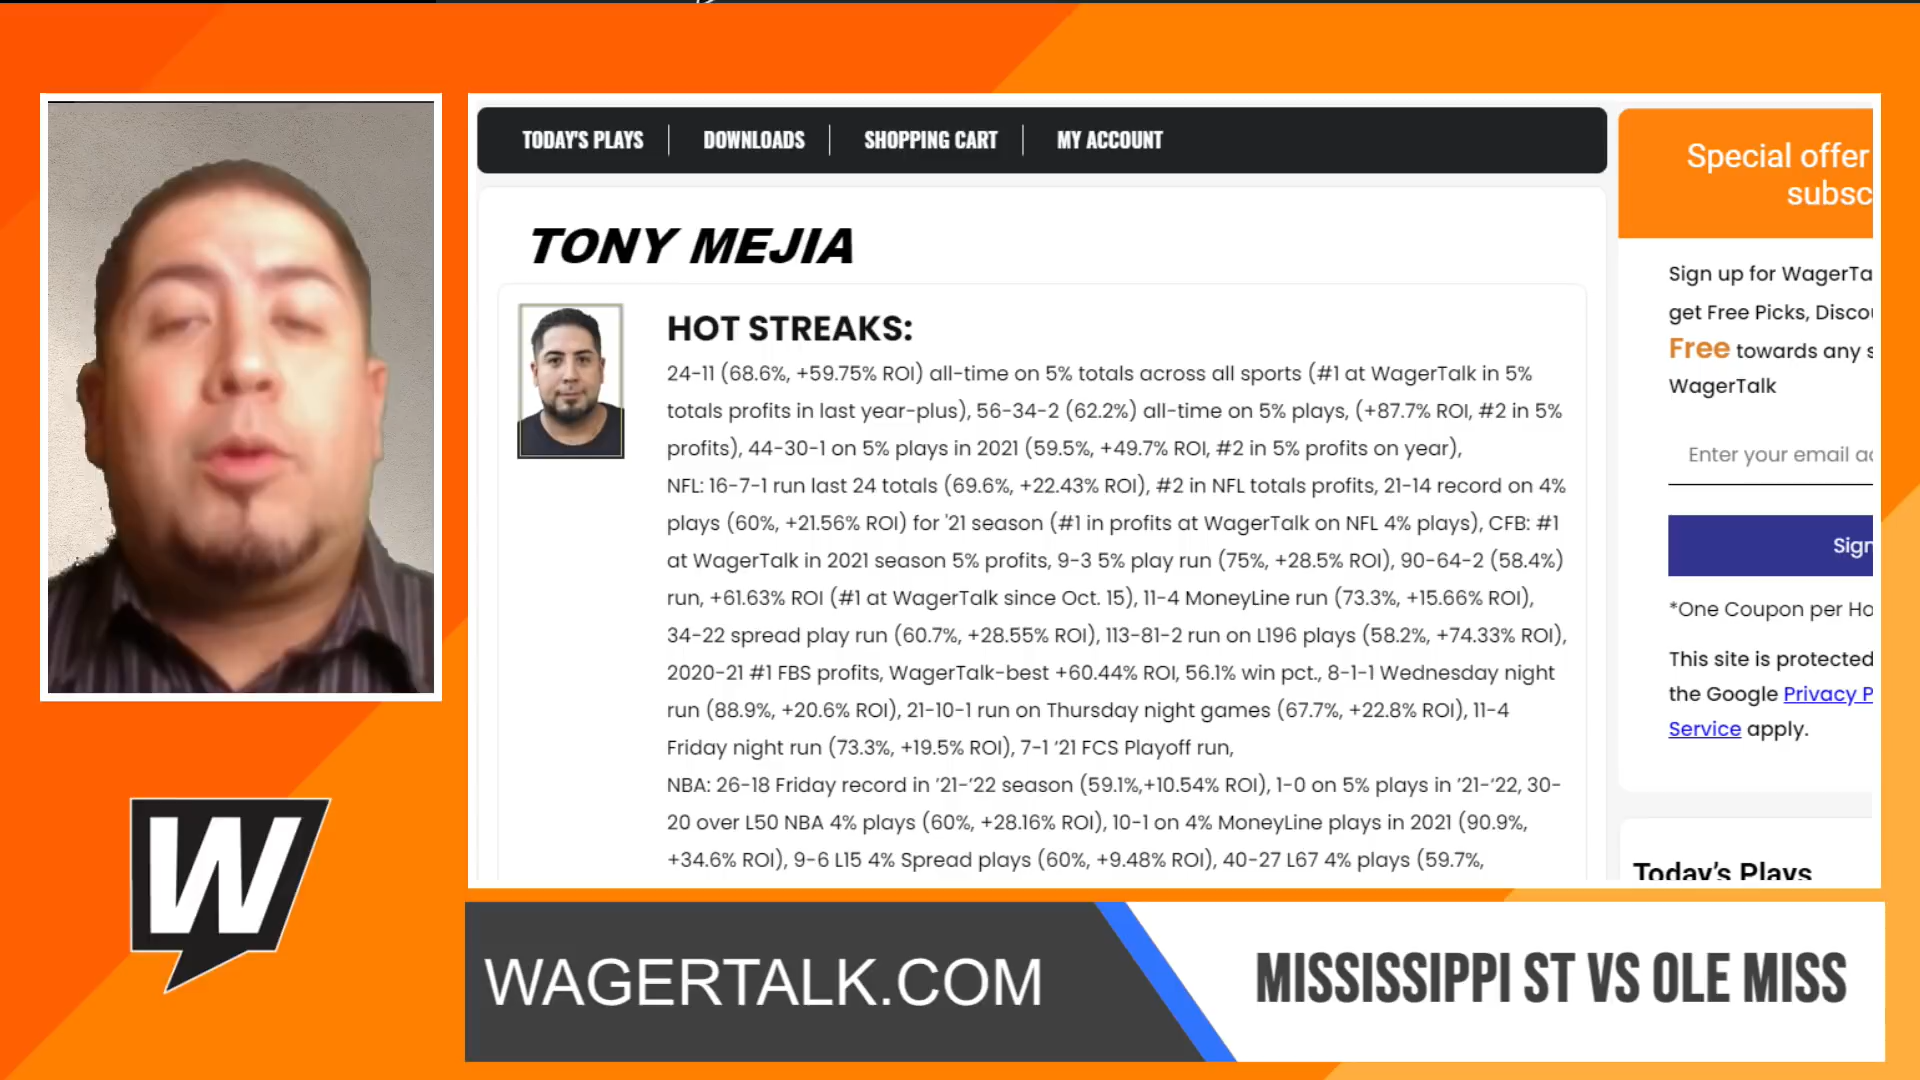 TODAY'S PLAYS DOWNLOADS SHOPPING CART MY ACCOUNT
TONY MEJIA
HOT STREAKS:
24-11 (68.6%, +59.75% ROI) all-time on 5% totals across all sports (#1 at WagerTalk in 5%
totals profits in last year-plus), 56-34-2 (62.2%) all-time on 5% plays, (+87.7% ROI, #2 in 5%
profits), 44-30-1 on 5% plays in 2021 (59.5%, +49.7% ROI, #2 in 5% profits on year),
NFL: 16-7-1 run last 24 totals (69.6%, +22.43% ROI), #2 in NFL totals profits, 21-14 record on 4%
plays (60%, +21.56% ROI) for '21 season (#1 in profits at WagerTalk on NFL 4% plays), CFB: #1
at WagerTalk in 2021 season 5% profits, 9-3 5% play run (75%, +28.5% ROI), 90-64-2 (58.4%)
run, +61.63% ROI (#1 at WagerTalk since Oct. 15), 11-4 MoneyLine run (73.3%, +15.66% ROI),
34-22 spread play run (60.7%, +28.55% ROI), 113-81-2 run on L196 plays (58.2%, +74.33% ROI),
2020-21 #1 FBS profits, WagerTalk-best +60.44% ROI, 56.1% win pct., 8-1-1 Wednesday night
run (88.9%, +20.6% ROI), 21-10-1 run on Thursday night games (67.7%, +22.8% ROI), 11-4
Friday night run (73.3%, +19.5% ROI), 7-1 '21 FCS Playoff run,
NBA: 26-18 Friday record in '21-'22 season (59.1%,+10.54% ROI), 1-0 on 5% plays in '21-'22, 30-
20 over L50 NBA 4% plays (60%, +28.16% ROI), 10-1 on 4% MoneyLine plays in 2021 (90.9%,
+34.6% ROI), 9-6 L15 4% Spread plays (60%, +9.48% ROI), 40-27 L67 4% plays (59.7%,
Special offer
subsc
Sign up for WagerTa
get Free Picks, Disco
Free towards any s
WagerTalk
Enter your email a
Sign
*One Coupon per Ho
This site is protected
the Google Privacy P
Service apply.
Today's Plays
W
WAGERTALK.COM
MISSISSIPPI ST VS OLE MISS